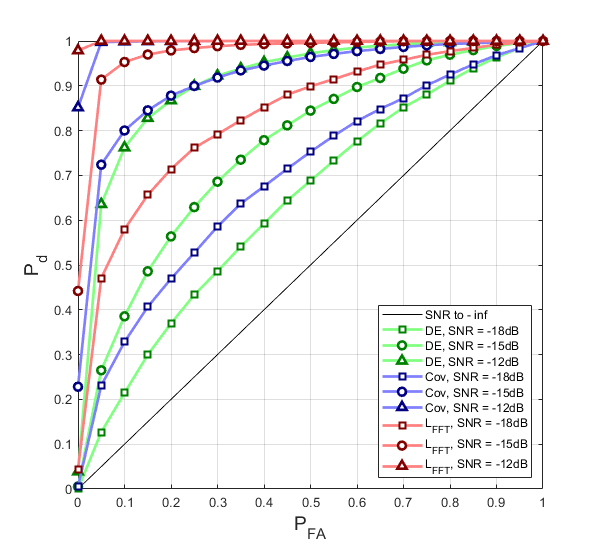 1
0.9
0.8
0.7
0.6
0.5
0.4
0.3
0.2
0.1
0
P_d
SNR to - inf
DE, SNR = -18dB
DE, SNR = -15dB
DE, SNR = -12dB
Cov, SNR = -18dB
Cov, SNR = -15dB
Cov, SNR = -12dB
L_FFT, SNR = -18dB
L_FFT, SNR = -15dB
L_FFT, SNR = -12dB
0 0.1 0.2 0.3 0.4 0.5 0.6 0.7 0.8 0.9 1
P_FA